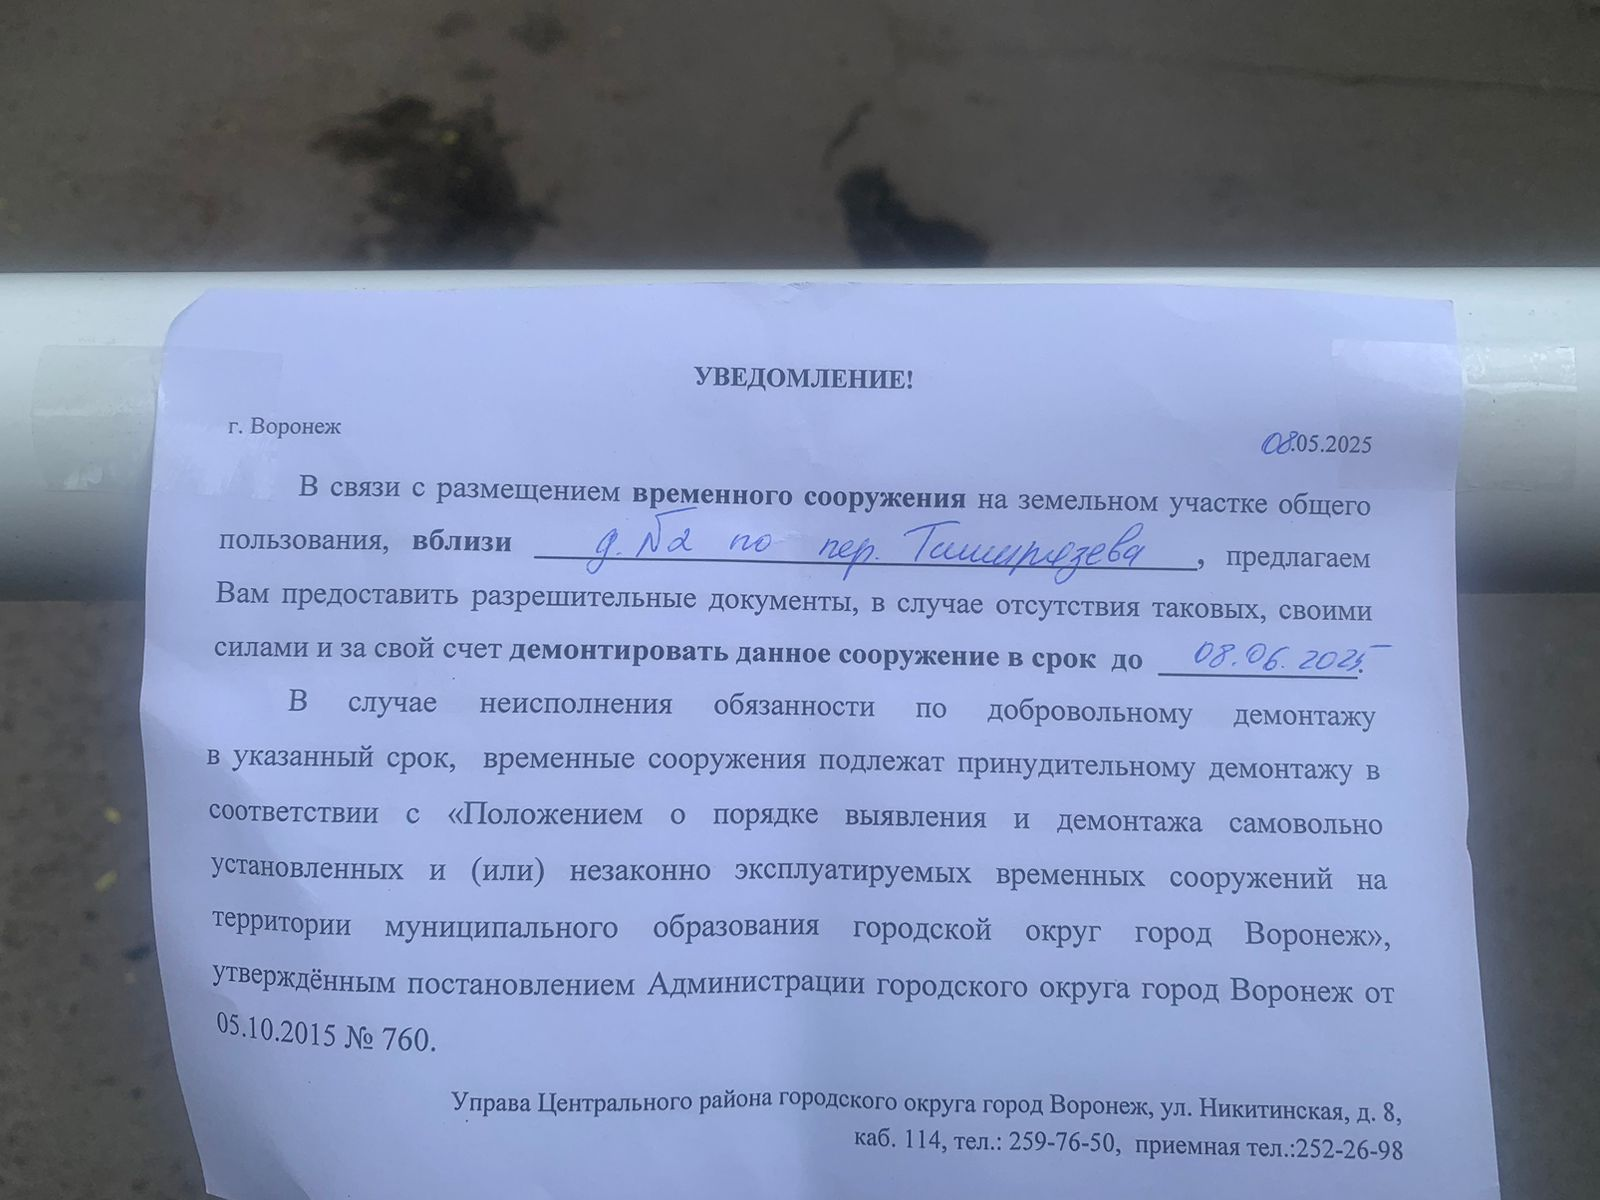 УВЕДОМЛЕНИЕ!
г. Воронеж 08.05.2025
В связи с размещением временного сооружения на земельном участке общего
пользования, вблизи д. №2 по пер. Тимирязева, предлагаем
Вам предоставить разрешительные документы, в случае отсутствия таковых, своими
силами и за свой счет демонтировать данное сооружение в срок до 08.06.2025.
В случае неисполнения обязанности по добровольному демонтажу
в указанный срок, временные сооружения подлежат принудительному демонтажу в
соответствии с «Положением о порядке выявления и демонтажа самовольно
установленных и (или) незаконно эксплуатируемых временных сооружений на
территории муниципального образования городской округ город Воронеж»,
утверждённым постановлением Администрации городского округа город Воронеж от
05.10.2015 № 760.
Управа Центрального района городского округа город Воронеж, ул. Никитинская, д. 8,
каб. 114, тел.: 259-76-50, приемная тел.:252-26-98